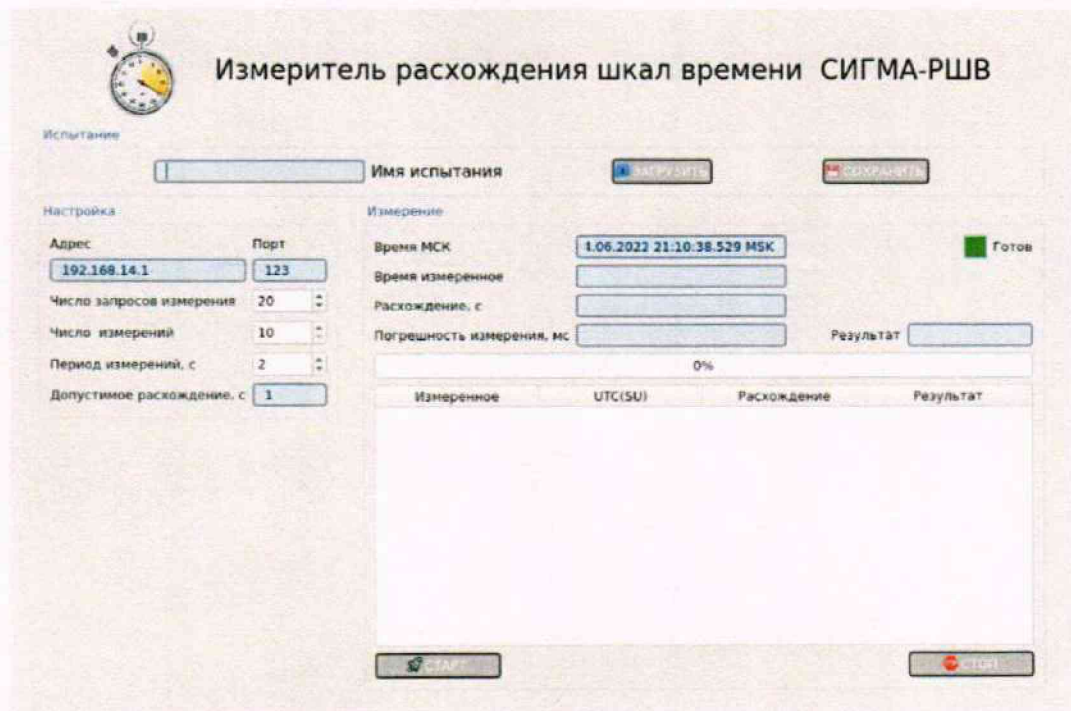 Измеритель расхождения шкал времени СИГМА-РШВ
Испытание
Имя испытания ЗАГРУЗИТЬ СОХРАНИТЬ
Настройка
Адрес Порт
192.168.14.1 123
Число запросов измерения 20
Число измерений 10
Период измерений, с 2
Допустимое расхождение, с 1
Измерение
Время МСК 4.06.2022 21:10:38.529 MSK Готов
Время измеренное
Расхождение, с
Погрешность измерения, мс Результат
0%
Измеренное UTC(SU) Расхождение Результат
СТАРТ СТОП